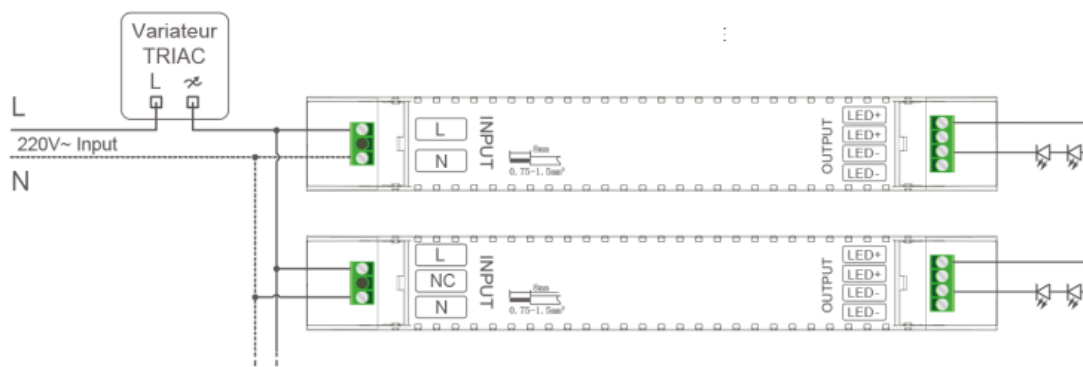 Variateur
TRIAC
L
L
220V~ Input
N
L
N
INPUT
8mm
0.75-1.5mm²
OUTPUT
LED+
LED+
LED-
LED-
L
NC
N
INPUT
8mm
0.75-1.5mm²
OUTPUT
LED+
LED+
LED-
LED-